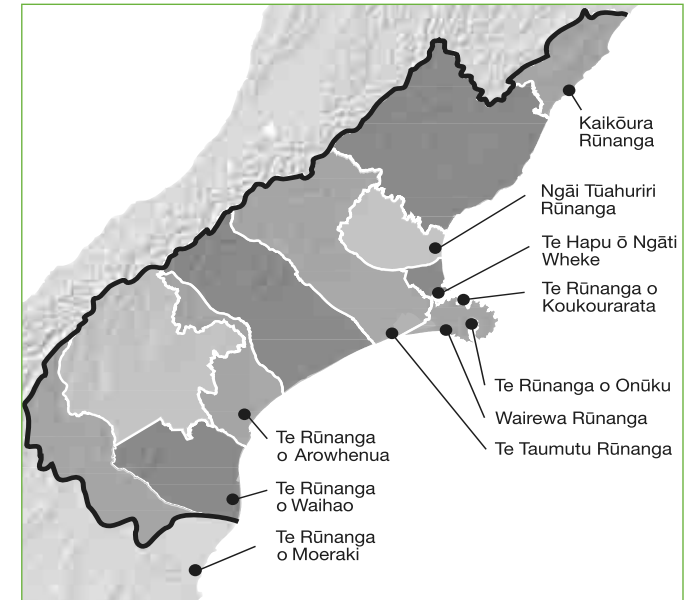 Kaikōura
Rūnanga
Ngāi Tūahuriri
Rūnanga
Te Hapu ō Ngāti
Wheke
Te Rūnanga o
Koukourarata
Te Rūnanga o Onūku
Wairewa Rūnanga
Te Taumutu Rūnanga
Te Rūnanga
o Arowhenua
Te Rūnanga
o Waihao
Te Rūnanga
o Moeraki